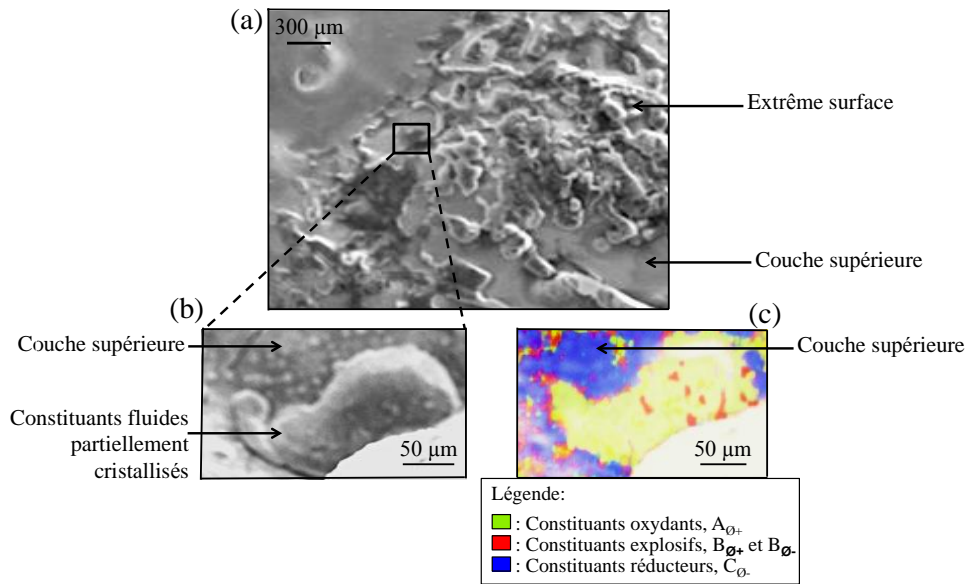 (a)
300 µm
Extrême surface
Couche supérieure
(b)
(c)
Couche supérieure
Couche supérieure
Constituants fluides
partiellement
cristallisés
50 µm
50 µm
Légende:
: Constituants oxydants, AØ+
: Constituants explosifs, BØ+ et BØ-
: Constituants réducteurs, CØ-